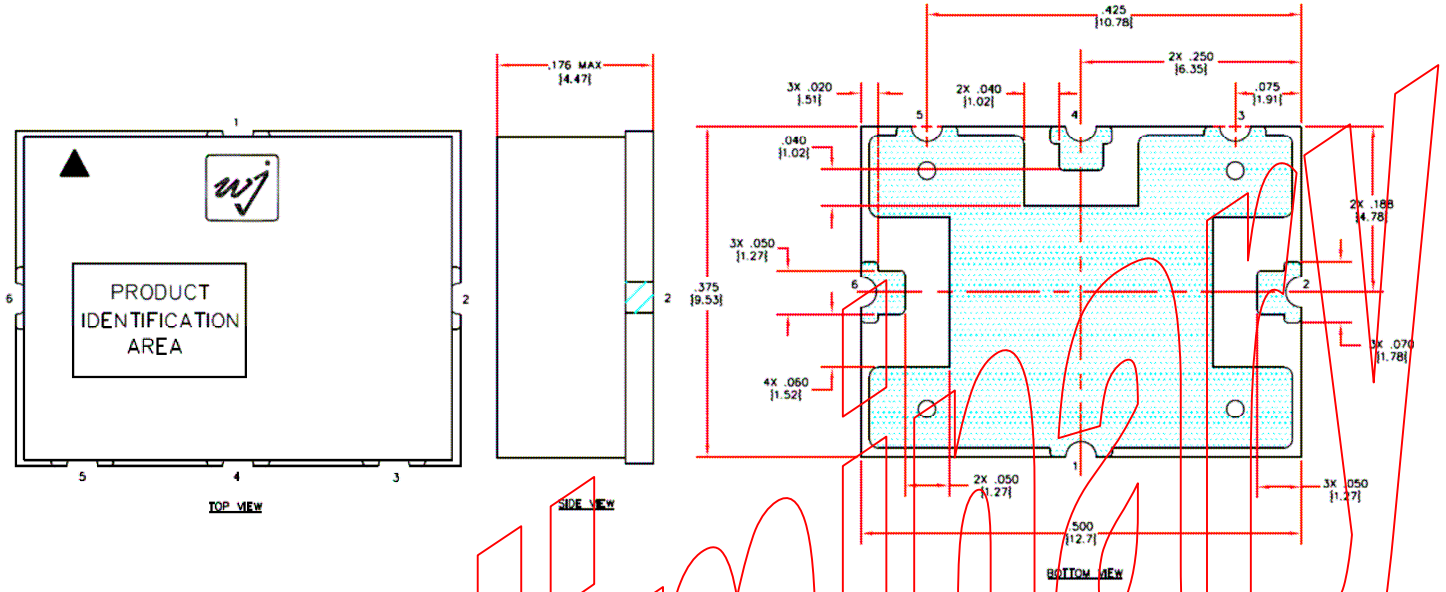 1
wj
PRODUCT
IDENTIFICATION
AREA
6
2
5
4
3
TOP VIEW
.176 MAX
[4.47]
2
SIDE VIEW
.425
[10.78]
2X .250
[6.35]
3X .020
[.51]
2X .040
[1.02]
.075
[1.91]
5
4
3
.040
[1.02]
2X .188
[4.78]
3X .050
[1.27]
6
2
.375
[9.53]
3X .070
[1.78]
4X .060
[1.52]
1
2X .050
[1.27]
3X .050
[1.27]
.500
[12.7]
BOTTOM VIEW